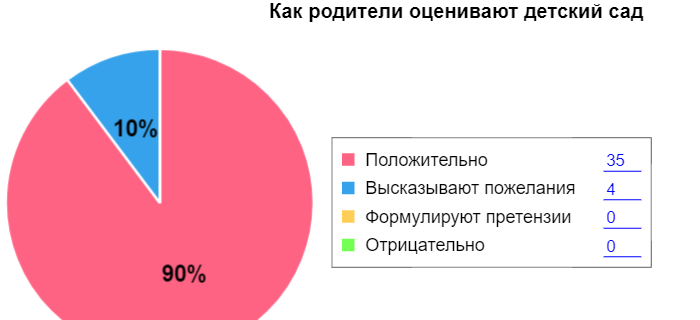 Как родители оценивают детский сад
10%
90%
Положительно 35
Высказывают пожелания 4
Формулируют претензии 0
Отрицательно 0